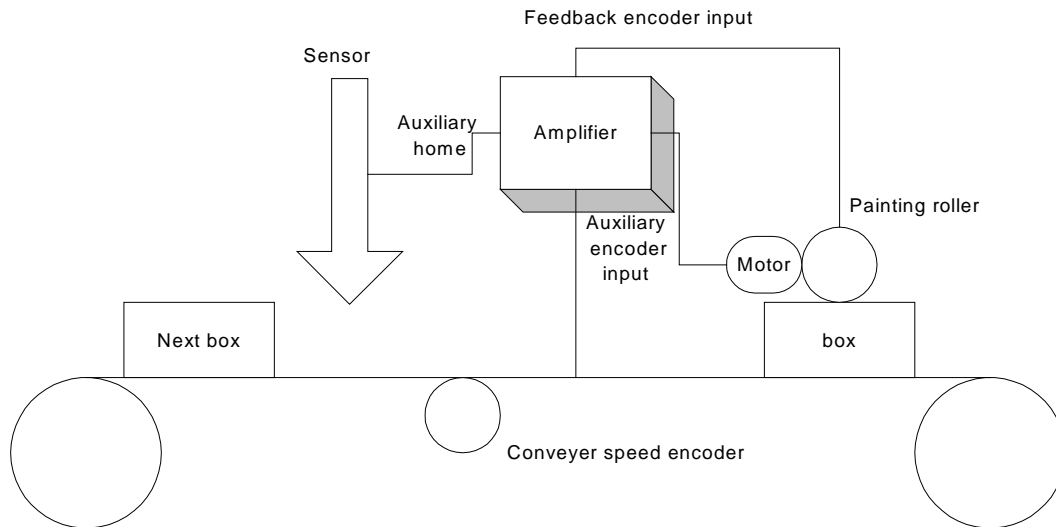 Feedback encoder input
Sensor
Auxiliary
home
Amplifier
Painting roller
Auxiliary
encoder
input
Motor
Next box
box
Conveyer speed encoder